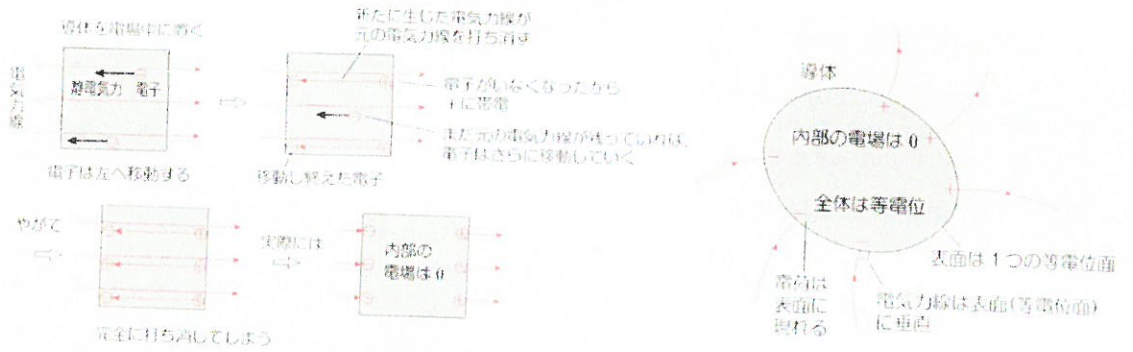 導体を電場中に置く
電気力線
静電気力 電子
電子は左へ移動する
新たに生じた電気力線が
元の電気力線を打ち消す
電子がいなくなったから
に帯電
まだ元の電気力線が残っていれば、
電子はさらに移動していく
移動し終えた電子
やがて
完全に打ち消してしまう
実際には
内部の
電場は 0
導体
内部の電場は 0
全体は等電位
表面は 1 つの等電位面
電荷は
表面に
現れる
電気力線は表面(等電位面)
に垂直